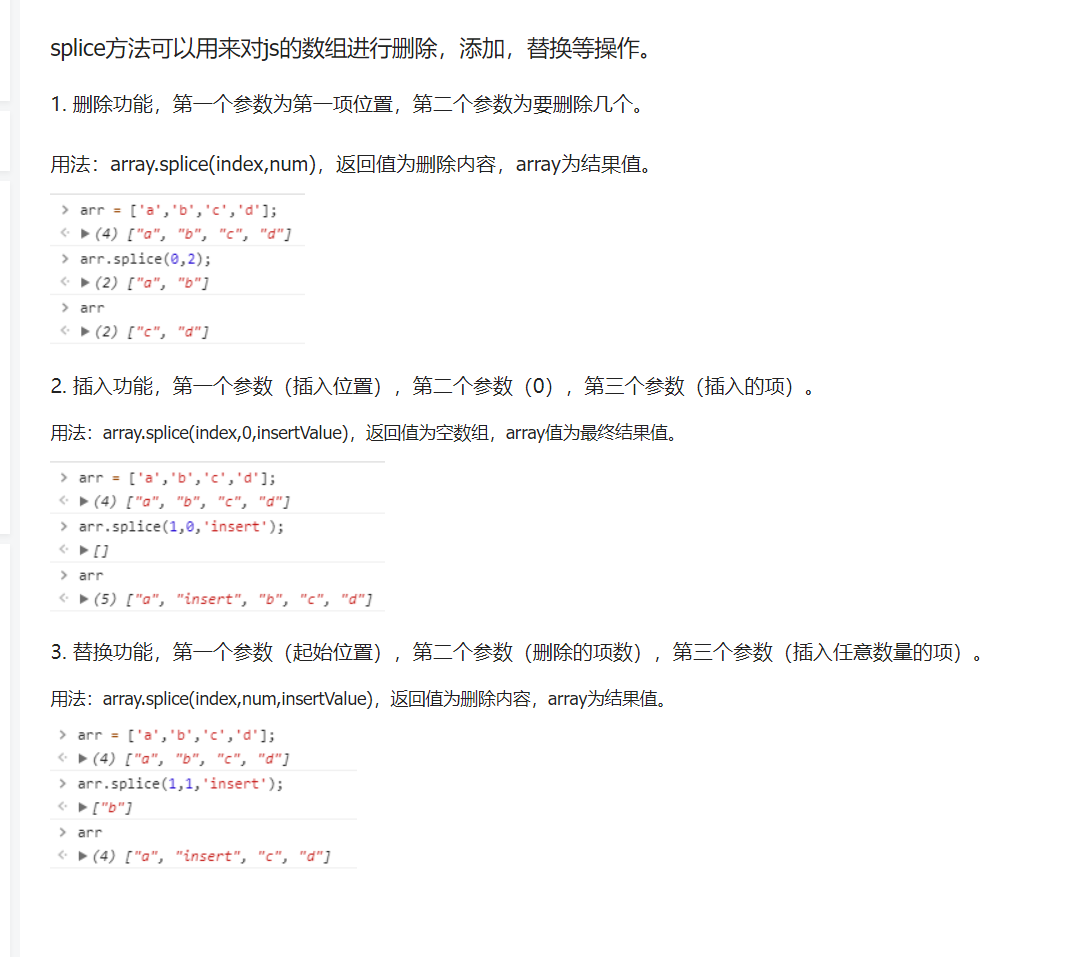 splice方法可以用来对js的数组进行删除，添加，替换等操作。
1. 删除功能，第一个参数为第一项位置，第二个参数为要删除几个。
用法：array.splice(index,num)，返回值为删除内容，array为结果值。
> arr = ['a','b','c','d'];
<· ▶(4) ["a", "b", "c", "d"]
> arr.splice(0,2);
<· ▶(2) ["a", "b"]
> arr
<· ▶(2) ["c", "d"]
2. 插入功能，第一个参数（插入位置），第二个参数（0），第三个参数（插入的项）。
用法：array.splice(index,0,insertValue)，返回值为空数组，array值为最终结果值。
> arr = ['a','b','c','d'];
<· ▶(4) ["a", "b", "c", "d"]
> arr.splice(1,0,'insert');
<· ▶[]
> arr
<· ▶(5) ["a", "insert", "b", "c", "d"]
3. 替换功能，第一个参数（起始位置），第二个参数（删除的项数），第三个参数（插入任意数量的项）。
用法：array.splice(index,num,insertValue)，返回值为删除内容，array为结果值。
> arr = ['a','b','c','d'];
<· ▶(4) ["a", "b", "c", "d"]
> arr.splice(1,1,'insert');
<· ▶["b"]
> arr
<· ▶(4) ["a", "insert", "c", "d"]